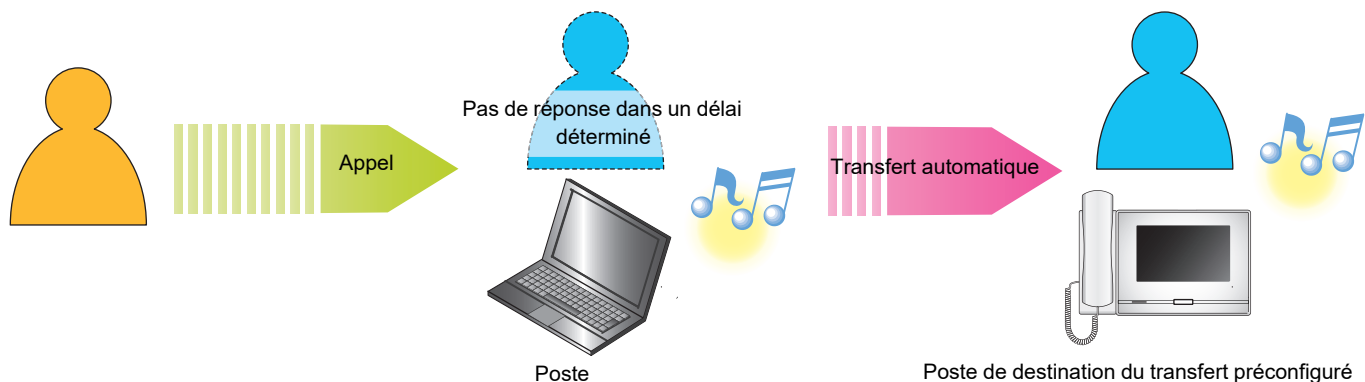 Pas de réponse dans un délai
déterminé
Appel
Transfert automatique
Poste
Poste de destination du transfert préconfiguré